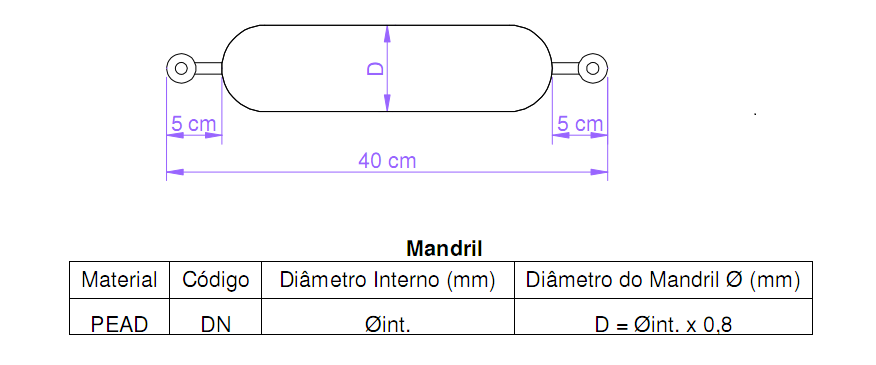 D
5 cm
5 cm
40 cm
Mandril
Material Código Diâmetro Interno (mm) Diâmetro do Mandril Ø (mm)
PEAD DN Øint. D = Øint. x 0,8